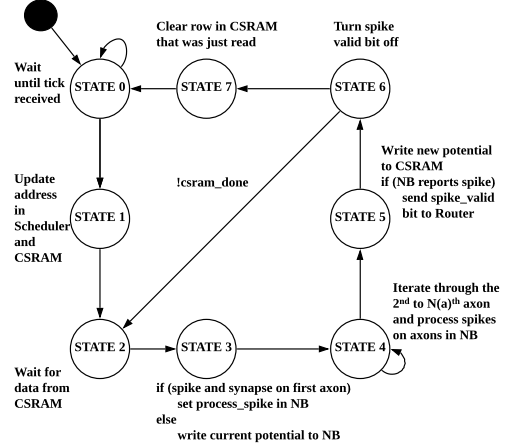 Clear row in CSRAM
that was just read
Turn spike
valid bit off
Wait
until tick
received
STATE 0
STATE 7
STATE 6
Write new potential
to CSRAM
if (NB reports spike)
send spike_valid
bit to Router
!csram_done
Update
address
in
Scheduler
and
CSRAM
STATE 1
STATE 5
Iterate through the
2nd to N(a)th axon
and process spikes
on axons in NB
STATE 2
STATE 3
STATE 4
Wait for
data from
CSRAM
if (spike and synapse on first axon)
set process_spike in NB
else
write current potential to NB